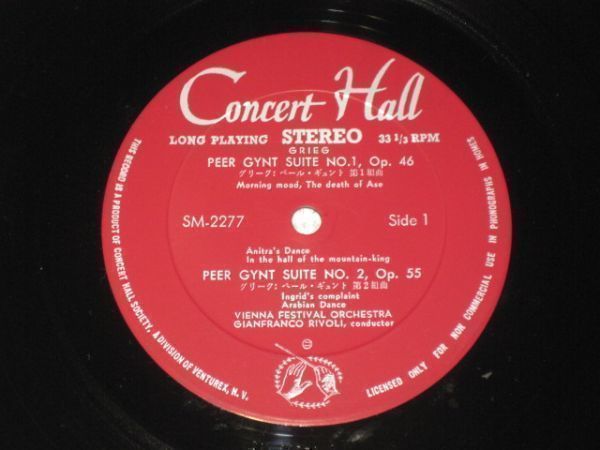 Concert Hall
LONG PLAYING STEREO 33 1/3 RPM
GRIEG
PEER GYNT SUITE NO.1, Op. 46
グリーク: ペール・ギュント 第1組曲
Morning mood, The death of Ase
SM-2277 Side 1
Anitra's Dance
In the hall of the mountain-king
PEER GYNT SUITE NO. 2, Op. 55
グリーク: ペール・ギュント 第2組曲
Ingrid's complaint
Arabian Dance
VIENNA FESTIVAL ORCHESTRA
GIANFRANCO RIVOLI, conductor
THIS RECORD IS A PRODUCT OF CONCERT HALL SOCIETY, A DIVISION OF VENTUREX, N. V.
LICENSED ONLY FOR NON COMMERCIAL USE IN PHONOGRAPHS IN HOMES